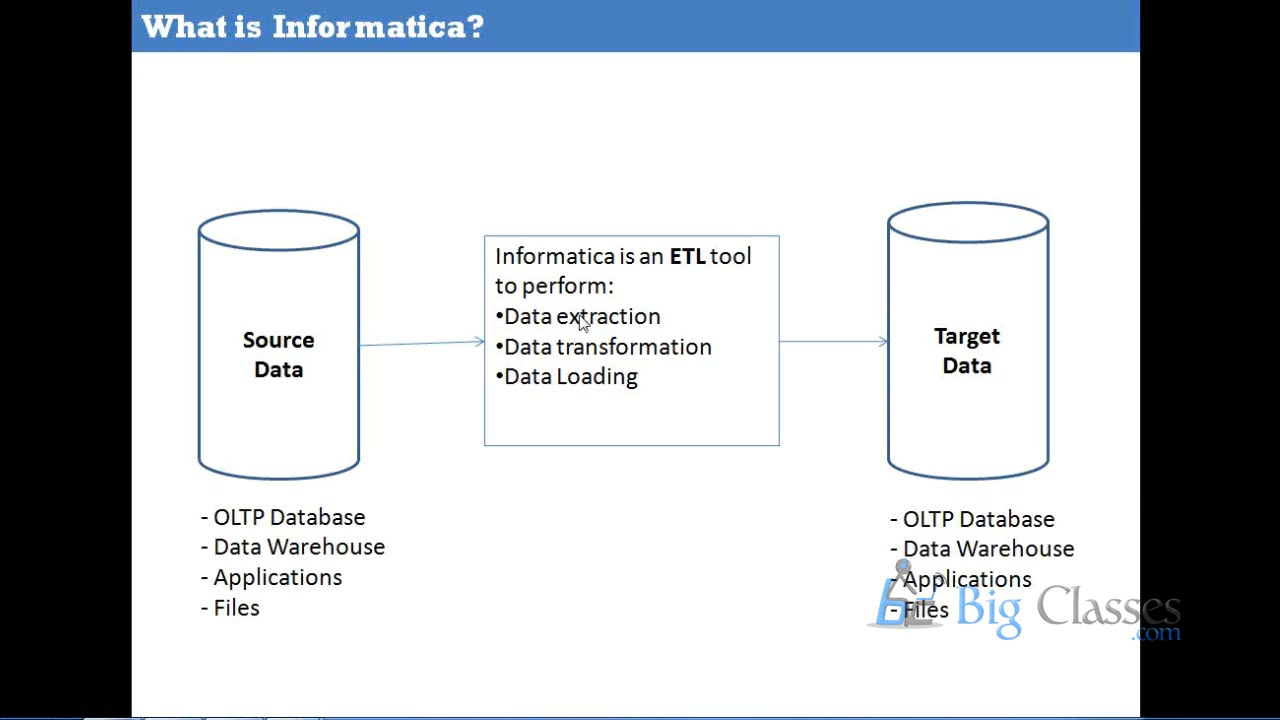 What is Informatica?
Source
Data
- OLTP Database
- Data Warehouse
- Applications
- Files
Informatica is an ETL tool
to perform:
•Data extraction
•Data transformation
•Data Loading
Target
Data
- OLTP Database
- Data Warehouse
- Applications
- Files
Big Classes
.com